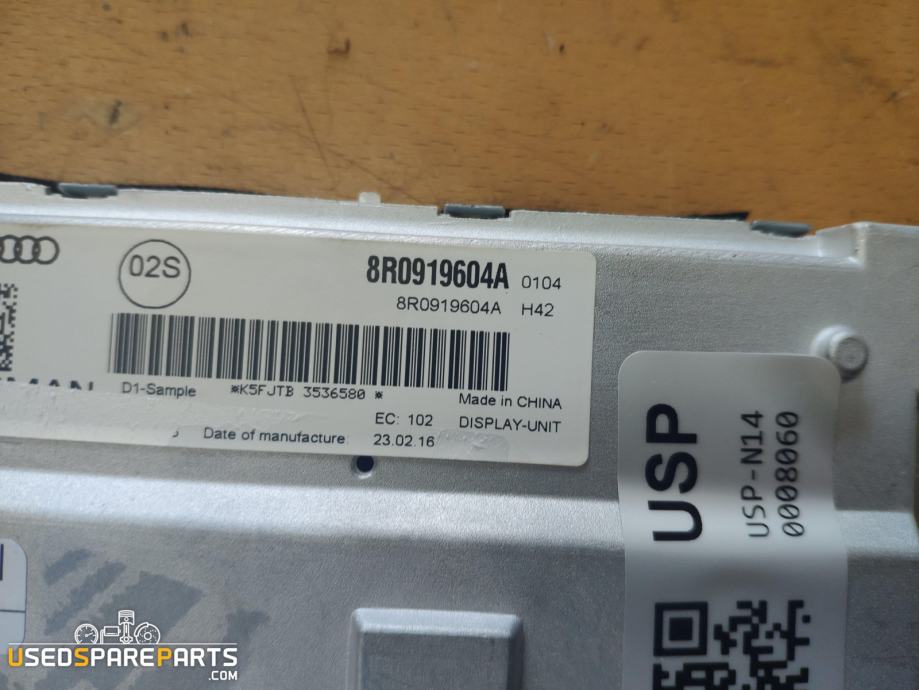 02S
8R0919604A 0104
8R0919604A H42
D1-Sample *K5FJTB 3536580 *
Made in CHINA
EC: 102 DISPLAY-UNIT
Date of manufacture 23.02.16
USP
USP-N14
0008060
USEDSPAREPARTS
.COM